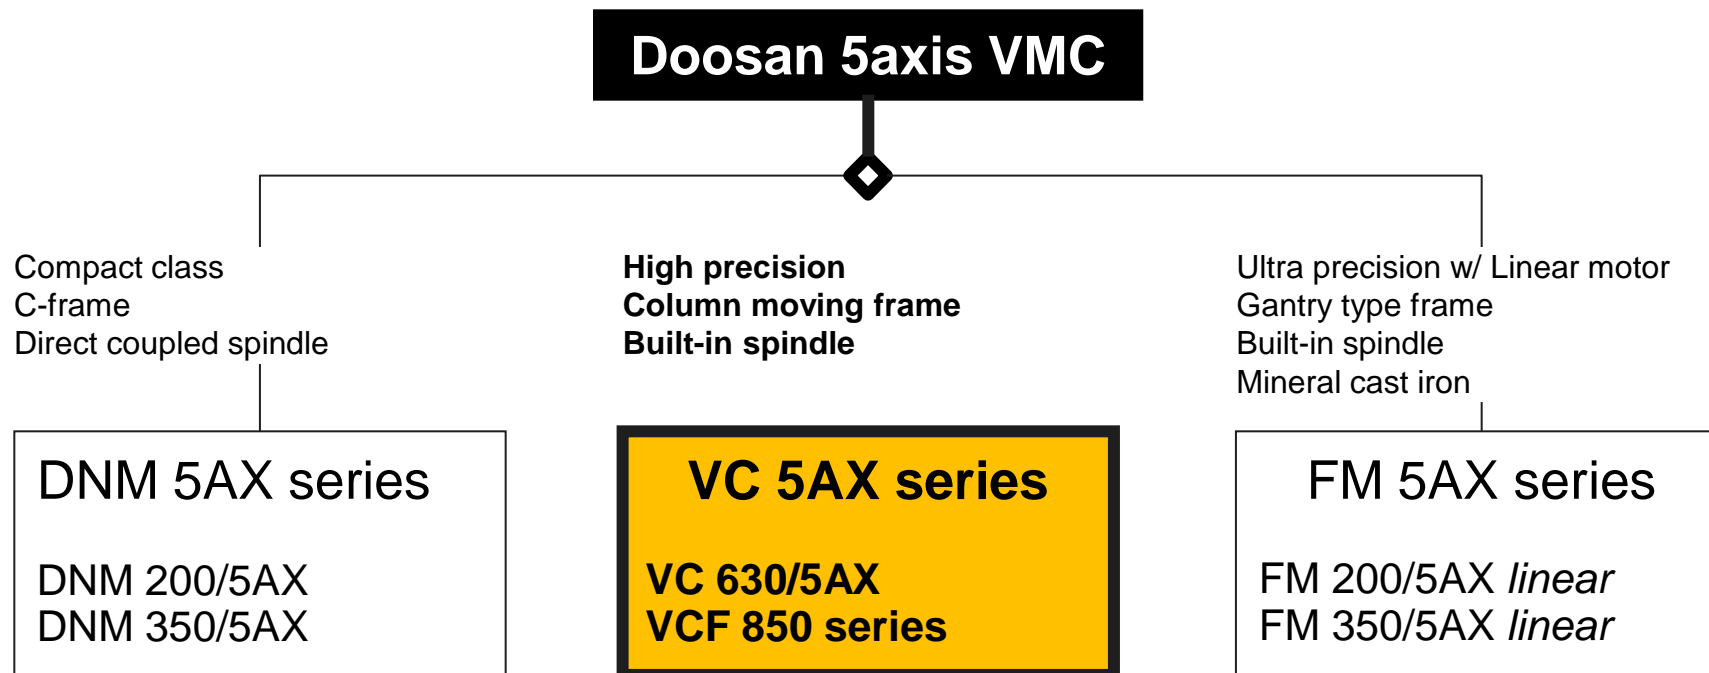 Doosan 5axis VMC
Compact class
C-frame
Direct coupled spindle
DNM 5AX series
DNM 200/5AX
DNM 350/5AX
High precision
Column moving frame
Built-in spindle
VC 5AX series
VC 630/5AX
VCF 850 series
Ultra precision w/ Linear motor
Gantry type frame
Built-in spindle
Mineral cast iron
FM 5AX series
FM 200/5AX linear
FM 350/5AX linear